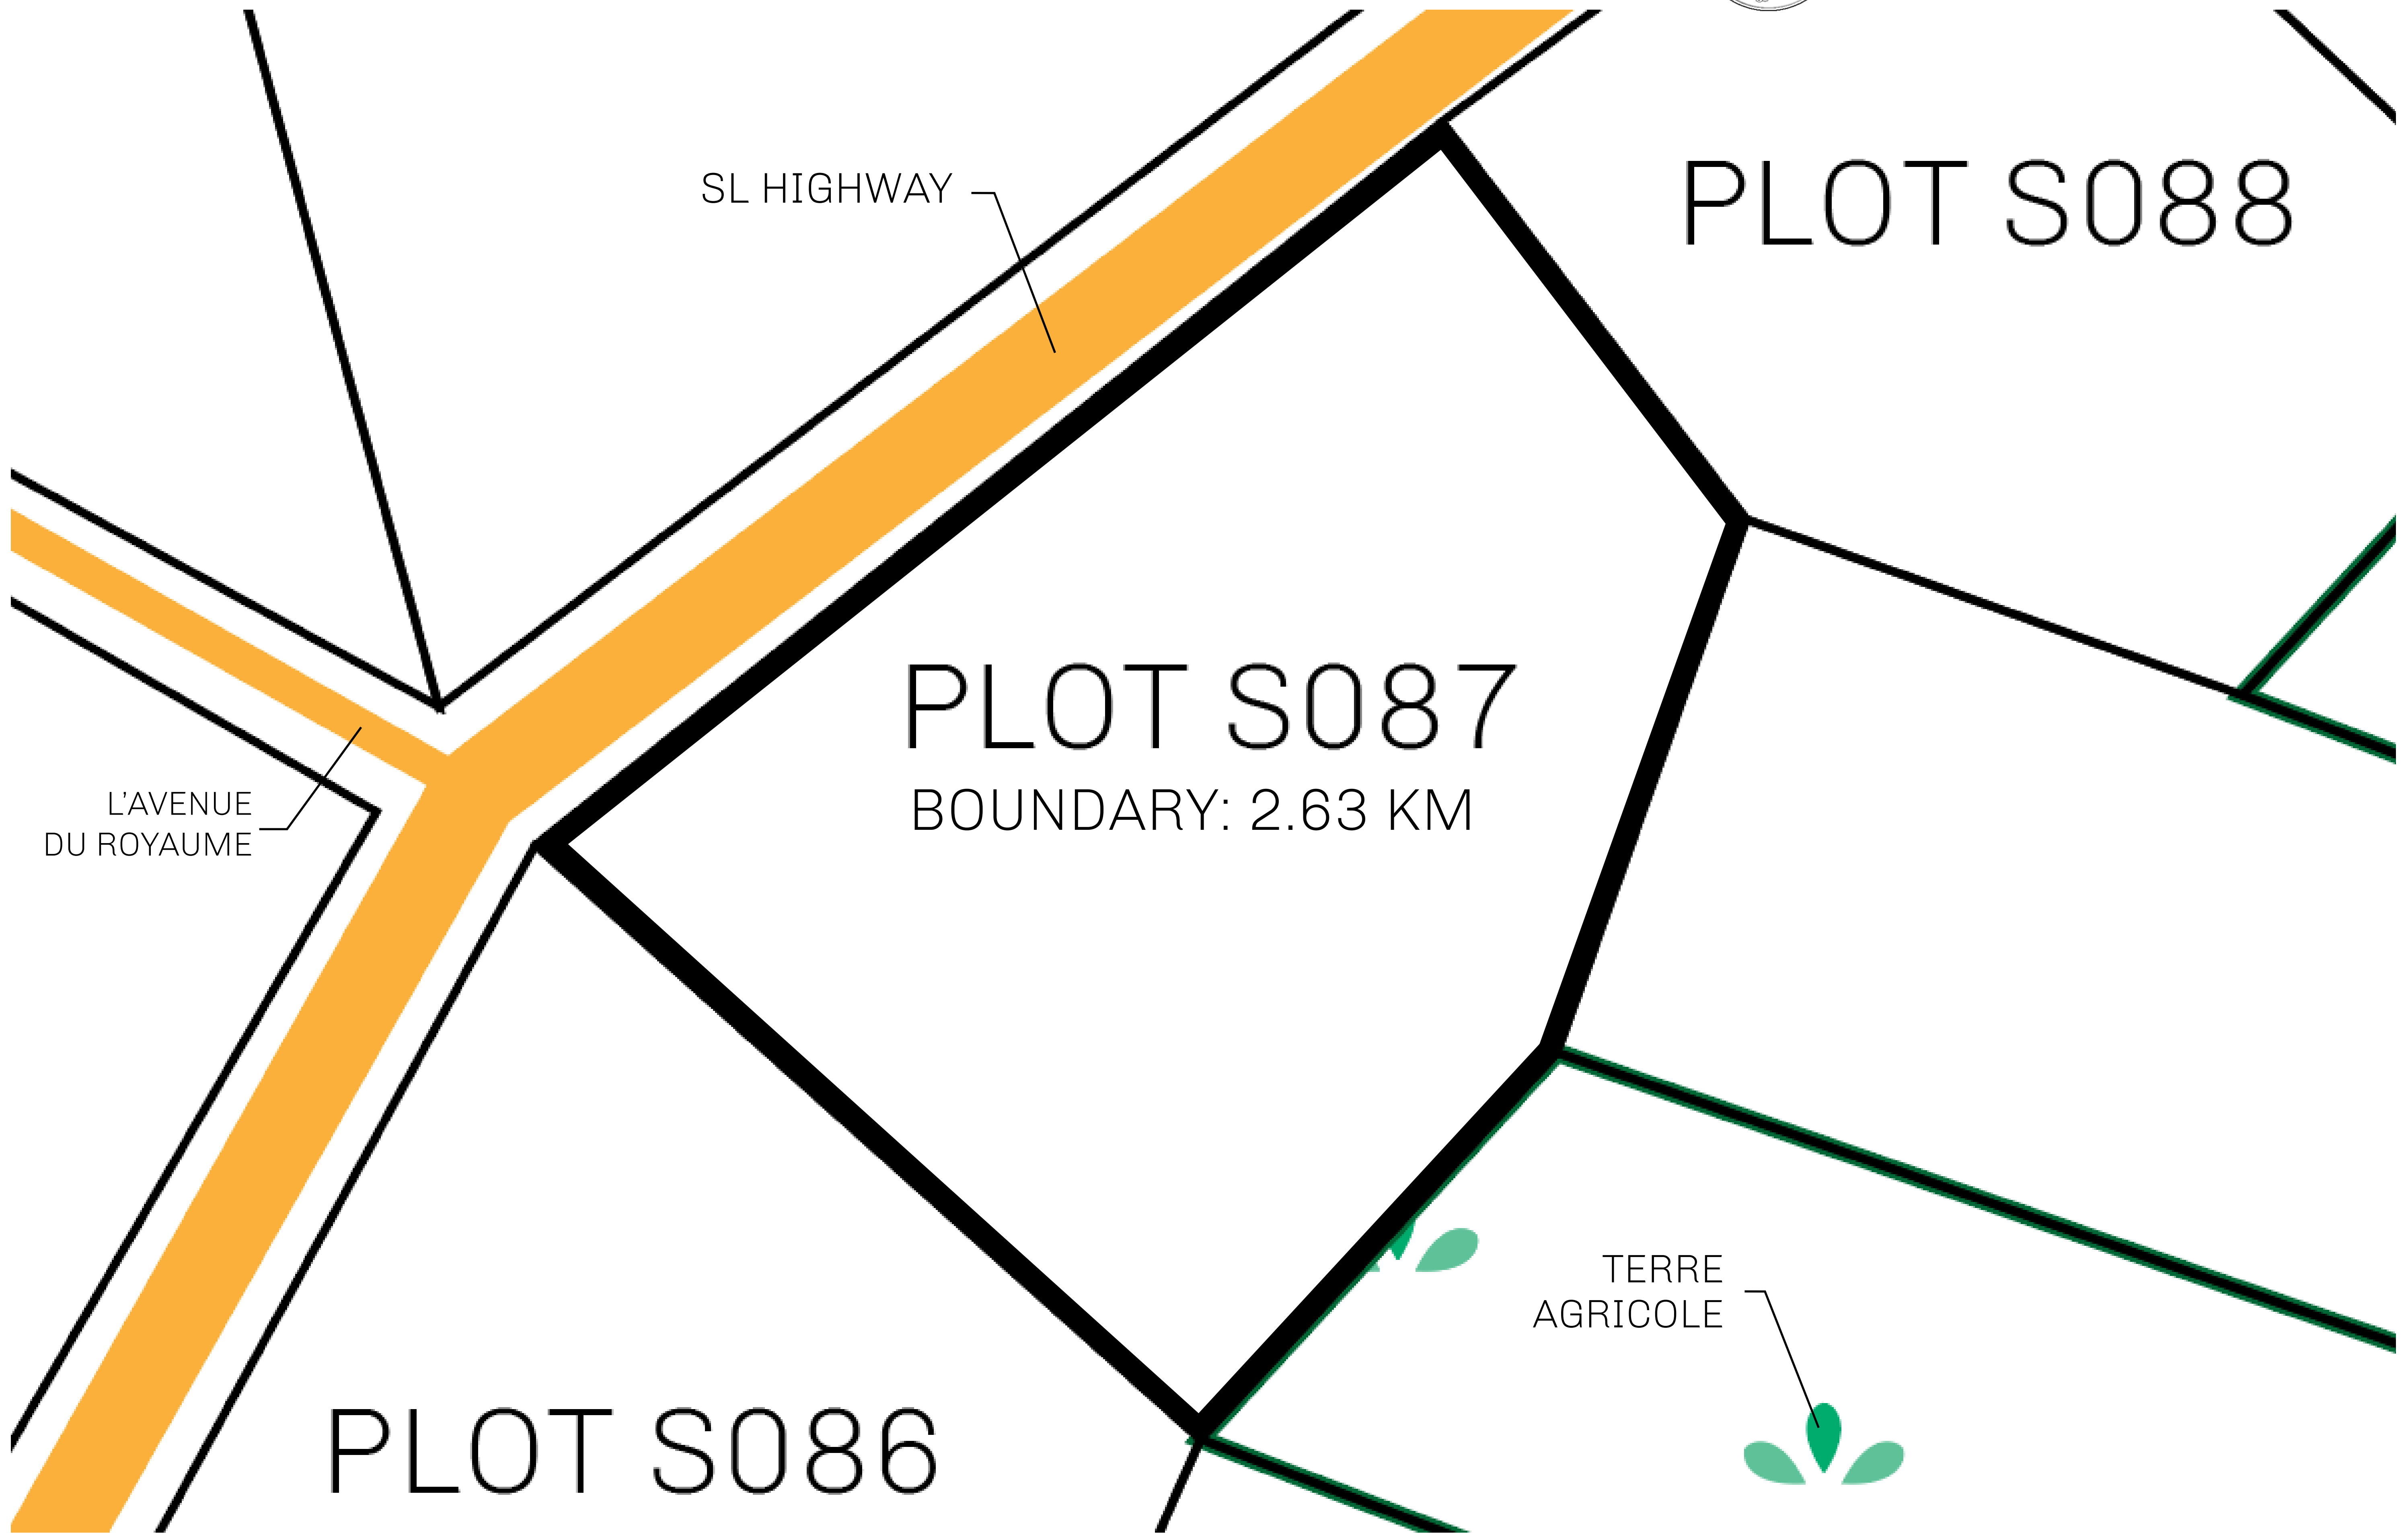 PLOT S088
SL HIGHWAY
PLOT S087
BOUNDARY: 2.63 KM
L'AVENUE
DU ROYAUME
TERRE
AGRICOLE
PLOT S086